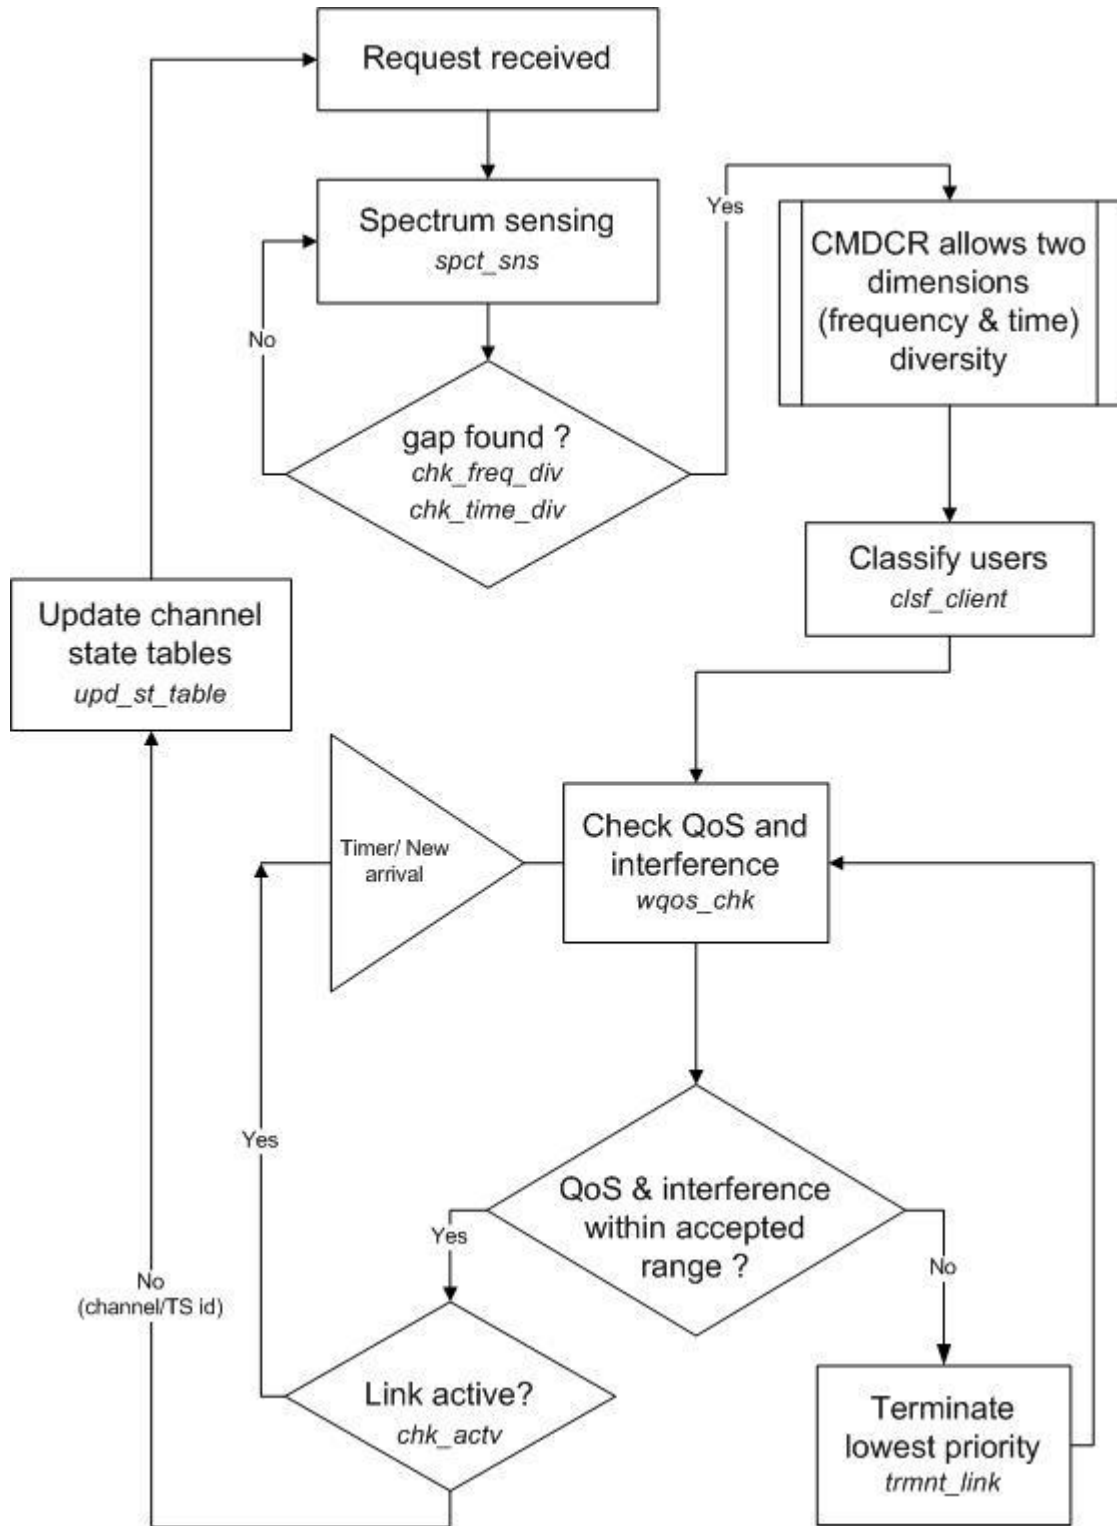 Request received
Spectrum sensing
spct_sns
No
gap found ?
chk_freq_div
chk_time_div
Yes
CMDCR allows two
dimensions
(frequency & time)
diversity
Classify users
clsf_client
Update channel
state tables
upd_st_table
Timer/ New
arrival
Check QoS and
interference
wqos_chk
Yes
QoS & interference
within accepted
range ?
Yes
No
No
(channel/TS id)
Link active?
chk_actv
Terminate
lowest priority
trmnt_link